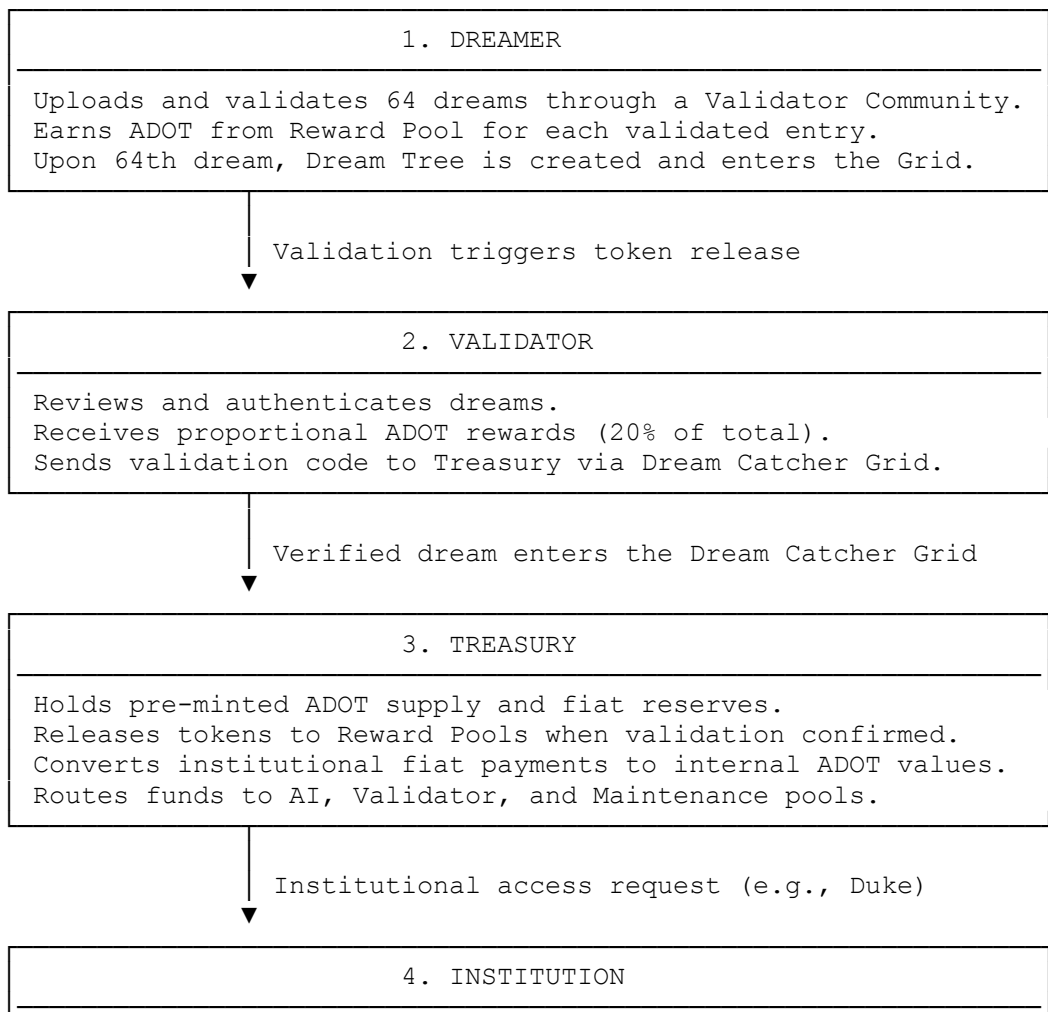 1. DREAMER
Uploads and validates 64 dreams through a Validator Community.
Earns ADOT from Reward Pool for each validated entry.
Upon 64th dream, Dream Tree is created and enters the Grid.
Validation triggers token release
2. VALIDATOR
Reviews and authenticates dreams.
Receives proportional ADOT rewards (20% of total).
Sends validation code to Treasury via Dream Catcher Grid.
Verified dream enters the Dream Catcher Grid
3. TREASURY
Holds pre-minted ADOT supply and fiat reserves.
Releases tokens to Reward Pools when validation confirmed.
Converts institutional fiat payments to internal ADOT values.
Routes funds to AI, Validator, and Maintenance pools.
Institutional access request (e.g., Duke)
4. INSTITUTION